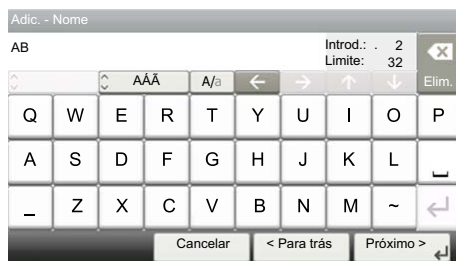 Adic. - Nome
AB
Introd.: . 2
Limite: 32
AÁÃ A/a ← → ↑ ↓ Elim.
Q W E R T Y U I O P
A S D F G H J K L
_ Z X C V B N M ~
Cancelar < Para trás Próximo >